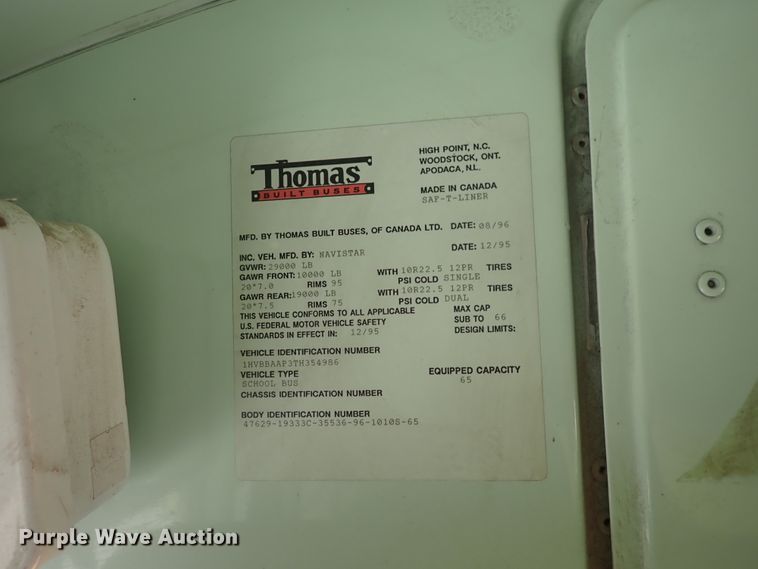 Thomas
BUILT BUSES
HIGH POINT, N.C.
WOODSTOCK, ONT.
APODACA, N.L.
MADE IN CANADA
SAF-T-LINER
MFD. BY THOMAS BUILT BUSES, OF CANADA LTD. DATE: 08/96
INC. VEH. MFD. BY: NAVISTAR DATE: 12/95
GVWR: 29000 LB
GAWR FRONT: 10000 LB WITH 10R22.5 12PR TIRES
20*7.0 RIMS 95 PSI COLD SINGLE
GAWR REAR: 19000 LB WITH 10R22.5 12PR TIRES
20*7.5 RIMS 75 PSI COLD DUAL
THIS VEHICLE CONFORMS TO ALL APPLICABLE MAX CAP
U.S. FEDERAL MOTOR VEHICLE SAFETY SUB TO 66
STANDARDS IN EFFECT IN: 12/95 DESIGN LIMITS:
VEHICLE IDENTIFICATION NUMBER
1HVBBAAP3TH354986
VEHICLE TYPE EQUIPPED CAPACITY
SCHOOL BUS 65
CHASSIS IDENTIFICATION NUMBER
BODY IDENTIFICATION NUMBER
47629-19333C-35536-96-1010S-65
Purple Wave Auction